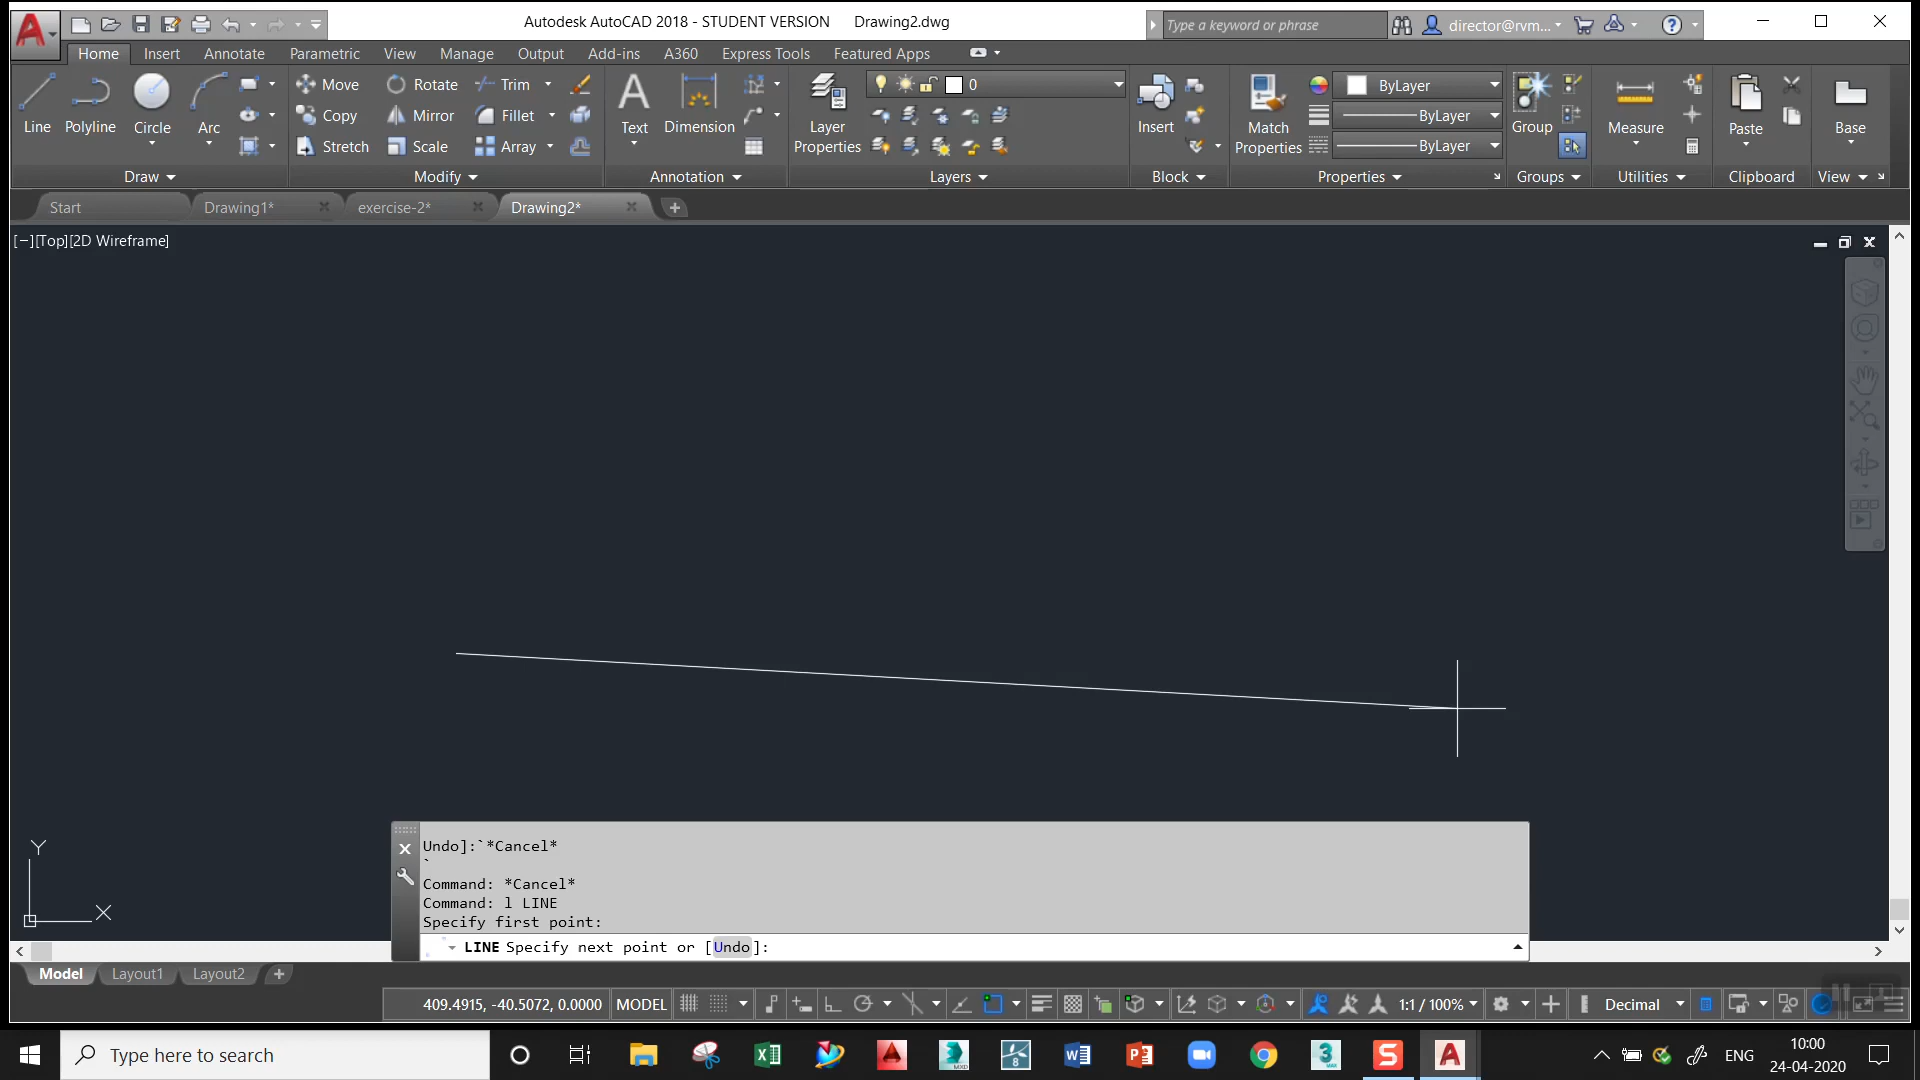 Autodesk AutoCAD 2018 - STUDENT VERSION Drawing2.dwg
Type a keyword or phrase
director@rvm...
Home Insert Annotate Parametric View Manage Output Add-ins A360 Express Tools Featured Apps
Line Polyline Circle Arc
Move Rotate Trim
Copy Mirror Fillet
Stretch Scale Array
Text Dimension
Layer Properties
0
Insert
Match Properties
ByLayer
ByLayer
ByLayer
Group
Measure
Paste
Base
Draw Modify Annotation Layers Block Properties Groups Utilities Clipboard View
Start Drawing1* exercise-2* Drawing2*
[−][Top][2D Wireframe]
Y
X
Undo]:`*Cancel*
`
Command: *Cancel*
Command: l LINE
Specify first point:
LINE Specify next point or [Undo]:
Model Layout1 Layout2
409.4915, -40.5072, 0.0000 MODEL 1:1 / 100% Decimal
Type here to search
ENG
10:00
24-04-2020